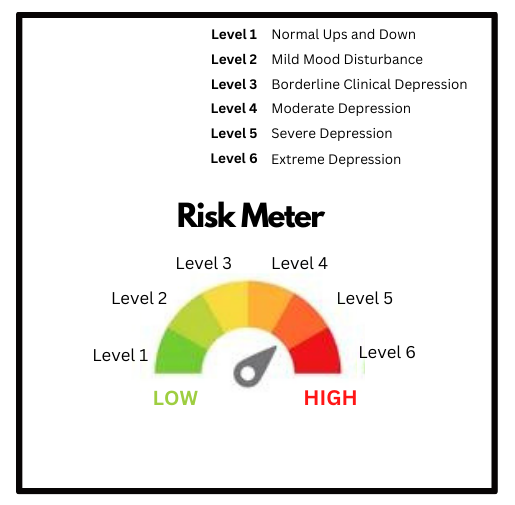 Level 1 Normal Ups and Down
Level 2 Mild Mood Disturbance
Level 3 Borderline Clinical Depression
Level 4 Moderate Depression
Level 5 Severe Depression
Level 6 Extreme Depression
Risk Meter
Level 3 Level 4
Level 2 Level 5
Level 1 Level 6
LOW HIGH